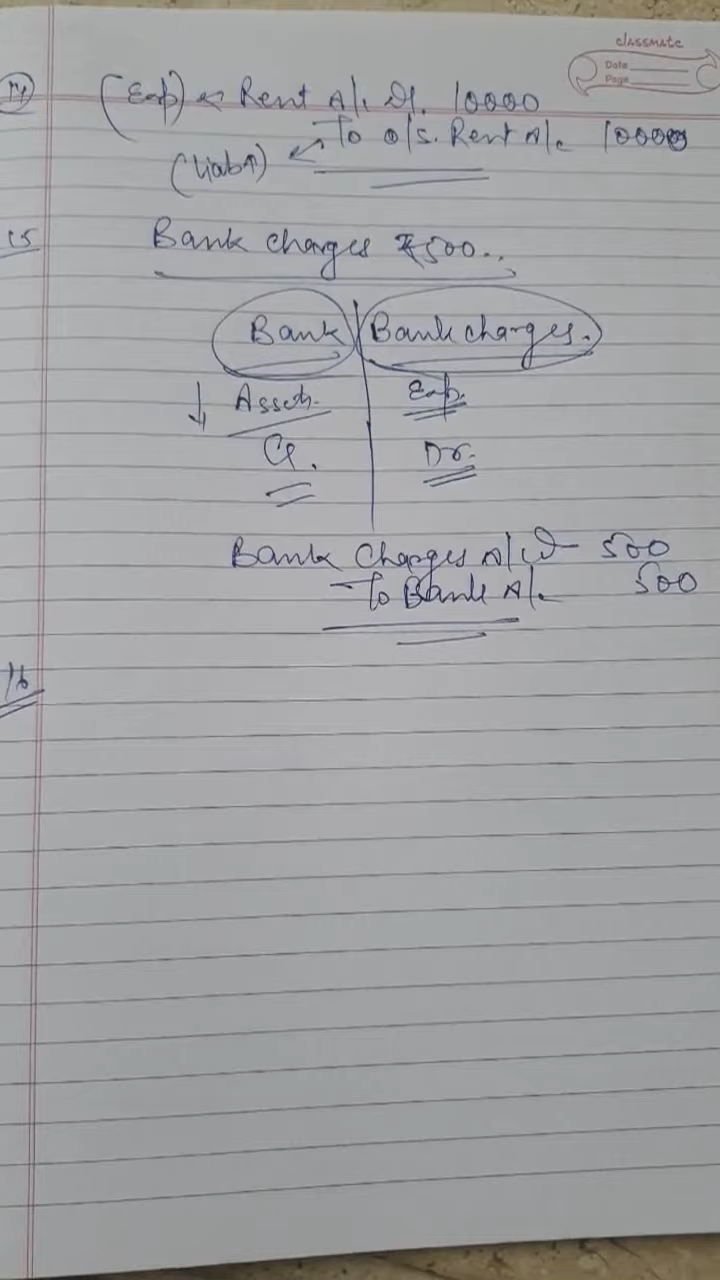 classmate
Date
Page
14 (Exp) ← Rent A/c Dr. 10000
To O/s. Rent A/c 10000
(Liab↑)
15 Bank charges ₹500..
Bank | Bank charges.
↓ Assets. | Exp.
Cr. | Dr.
Bank Charges A/c Dr 500
To Bank A/c 500
16